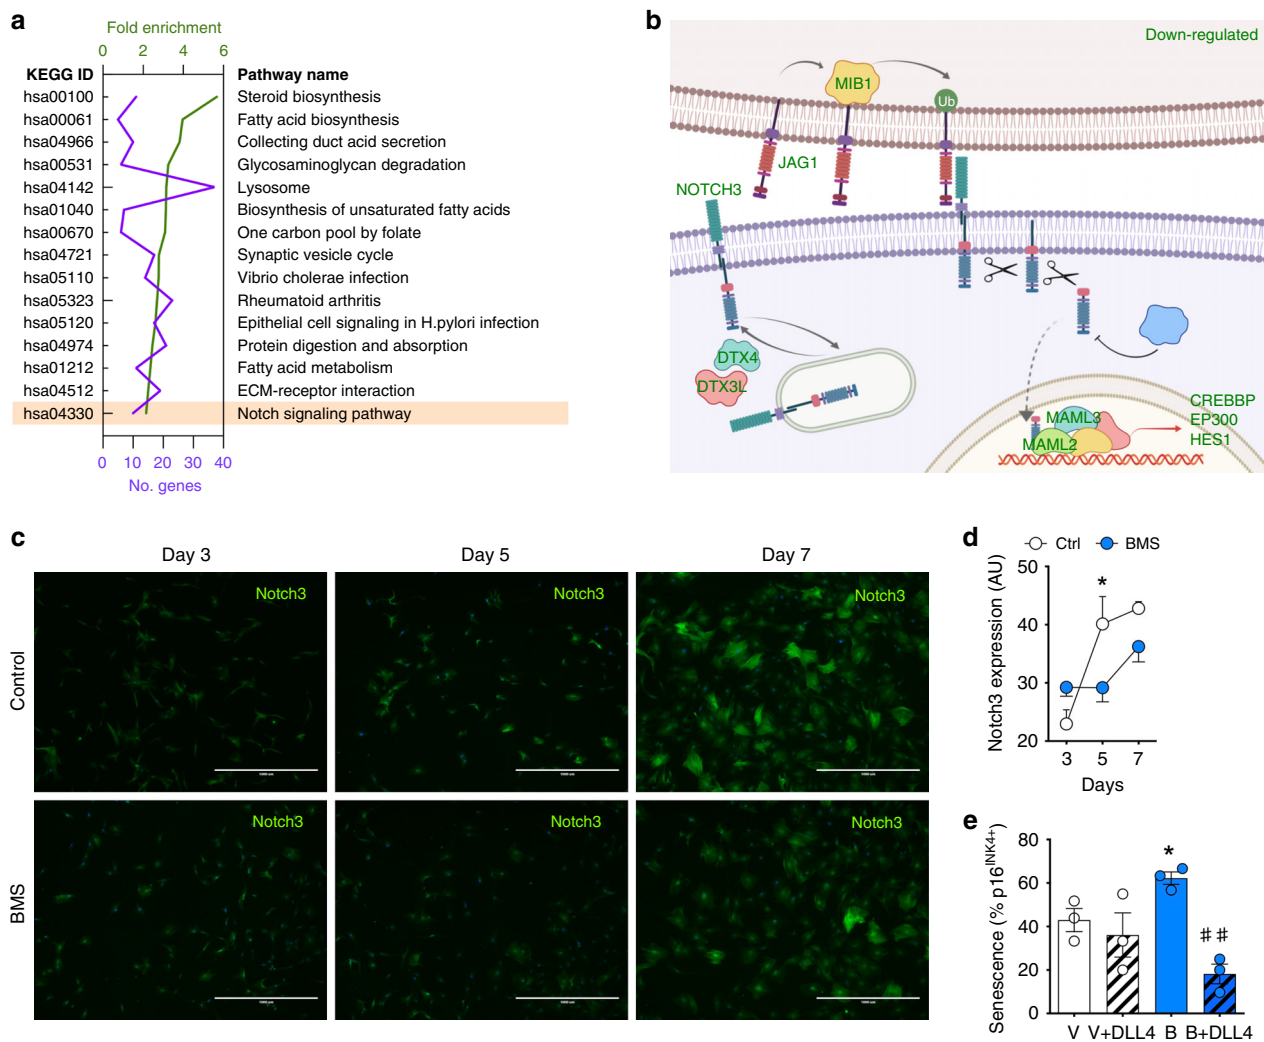 a
Fold enrichment
0 2 4 6
KEGG ID Pathway name
hsa00100 Steroid biosynthesis
hsa00061 Fatty acid biosynthesis
hsa04966 Collecting duct acid secretion
hsa00531 Glycosaminoglycan degradation
hsa04142 Lysosome
hsa01040 Biosynthesis of unsaturated fatty acids
hsa00670 One carbon pool by folate
hsa04721 Synaptic vesicle cycle
hsa05110 Vibrio cholerae infection
hsa05323 Rheumatoid arthritis
hsa05120 Epithelial cell signaling in H.pylori infection
hsa04974 Protein digestion and absorption
hsa01212 Fatty acid metabolism
hsa04512 ECM-receptor interaction
hsa04330 Notch signaling pathway
0 10 20 30 40
No. genes
b
Down-regulated
MIB1
Ub
JAG1
NOTCH3
DTX4
DTX3L
MAML3
MAML2
CREBBP
EP300
HES1
c
Day 3 Day 5 Day 7
Control
Notch3 Notch3 Notch3
BMS
Notch3 Notch3 Notch3
d
Ctrl BMS
Notch3 expression (AU)
50
40
30
20
*
3 5 7
Days
e
Senescence (% p16INK4+)
80
60
40
20
0
*
##
V V+DLL4 B B+DLL4